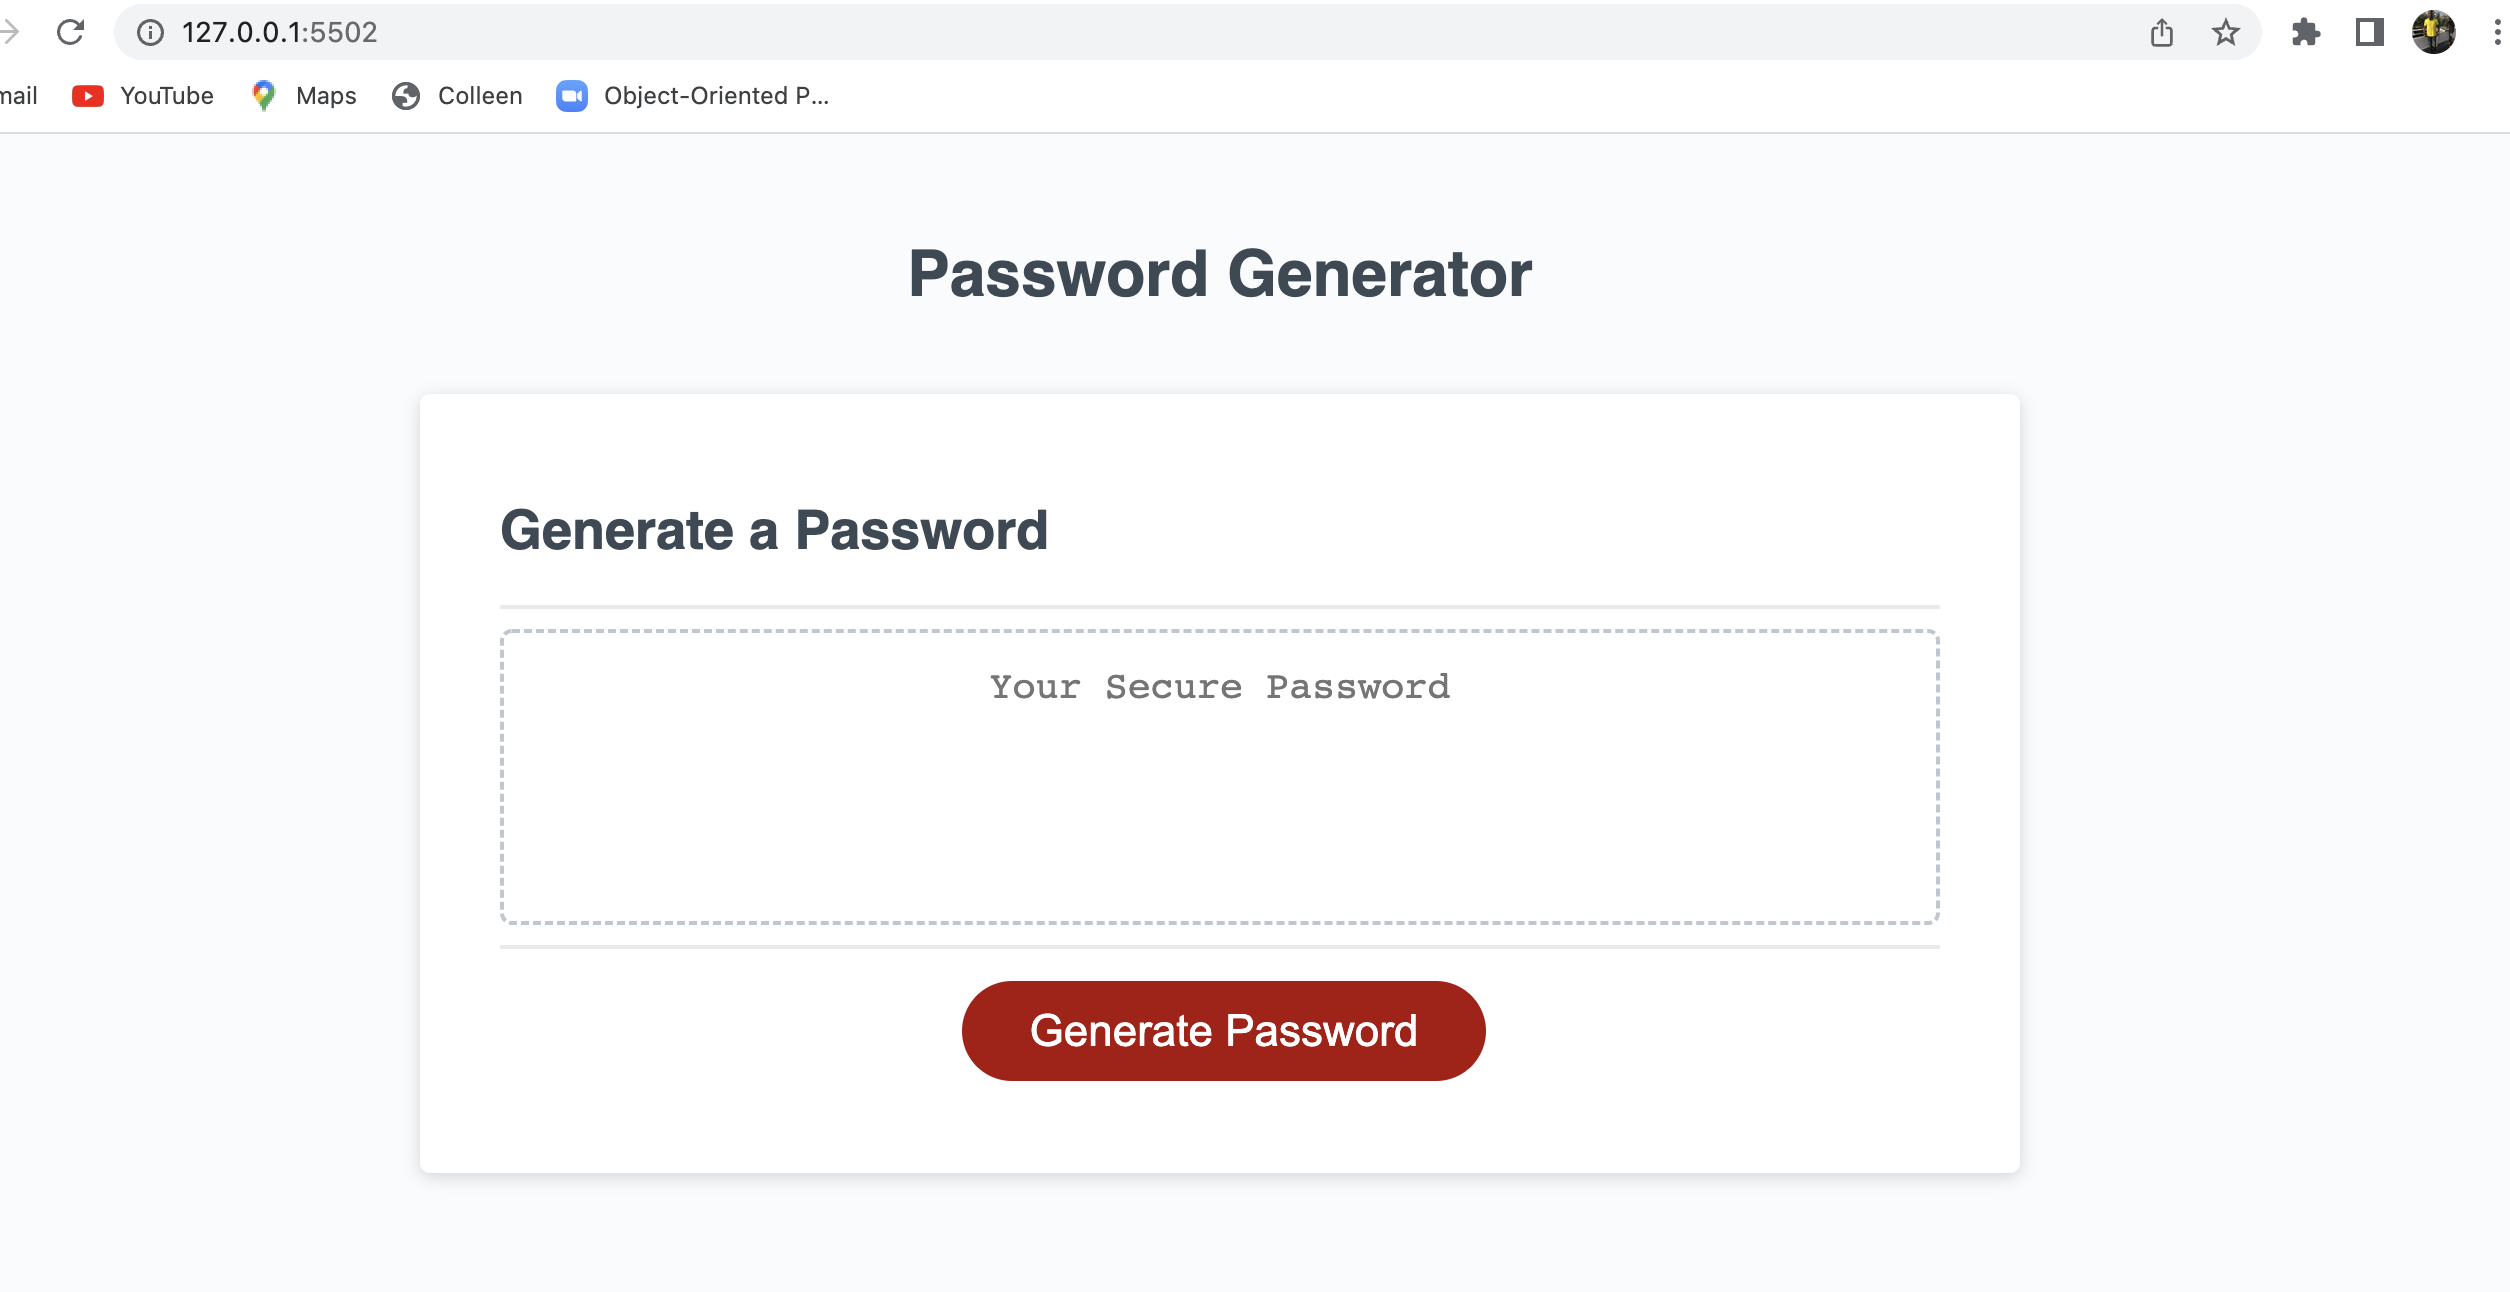 127.0.0.1:5502
mail YouTube Maps Colleen Object-Oriented P...
Password Generator
Generate a Password
Your Secure Password
Generate Password